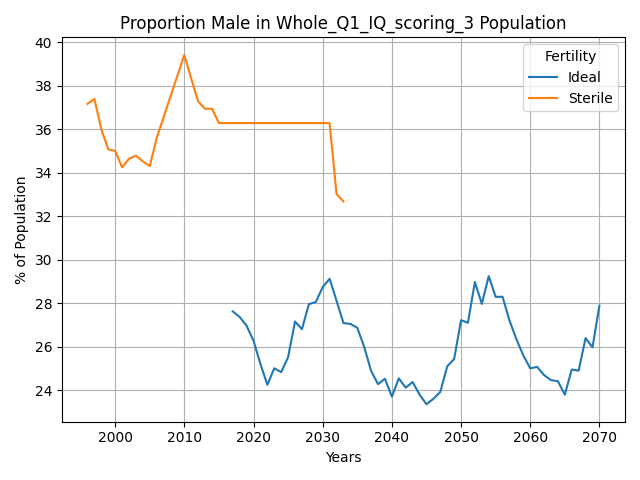 Proportion Male in Whole_Q1_IQ_scoring_3 Population
% of Population
40
38
36
34
32
30
28
26
24
Fertility
Ideal
Sterile
2000 2010 2020 2030 2040 2050 2060 2070
Years